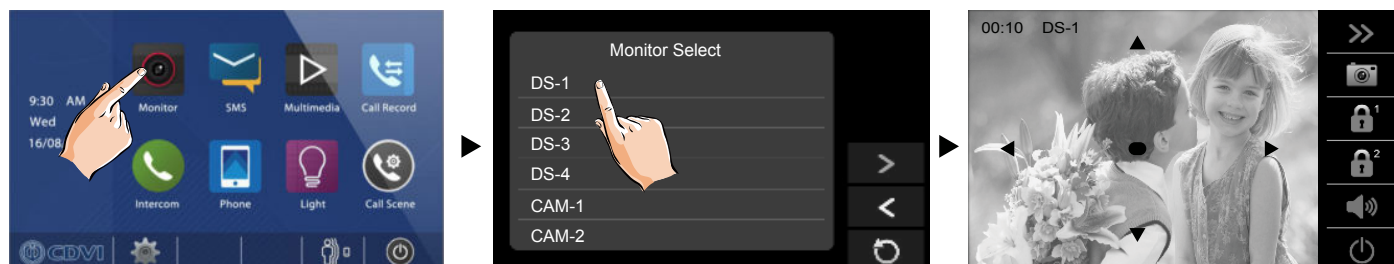 9:30 AM
Wed
16/08
Monitor
SMS
Multimedia
Call Record
Intercom
Phone
Light
Call Scene
CDVI
Monitor Select
DS-1
DS-2
DS-3
DS-4
CAM-1
CAM-2
00:10 DS-1
1
2